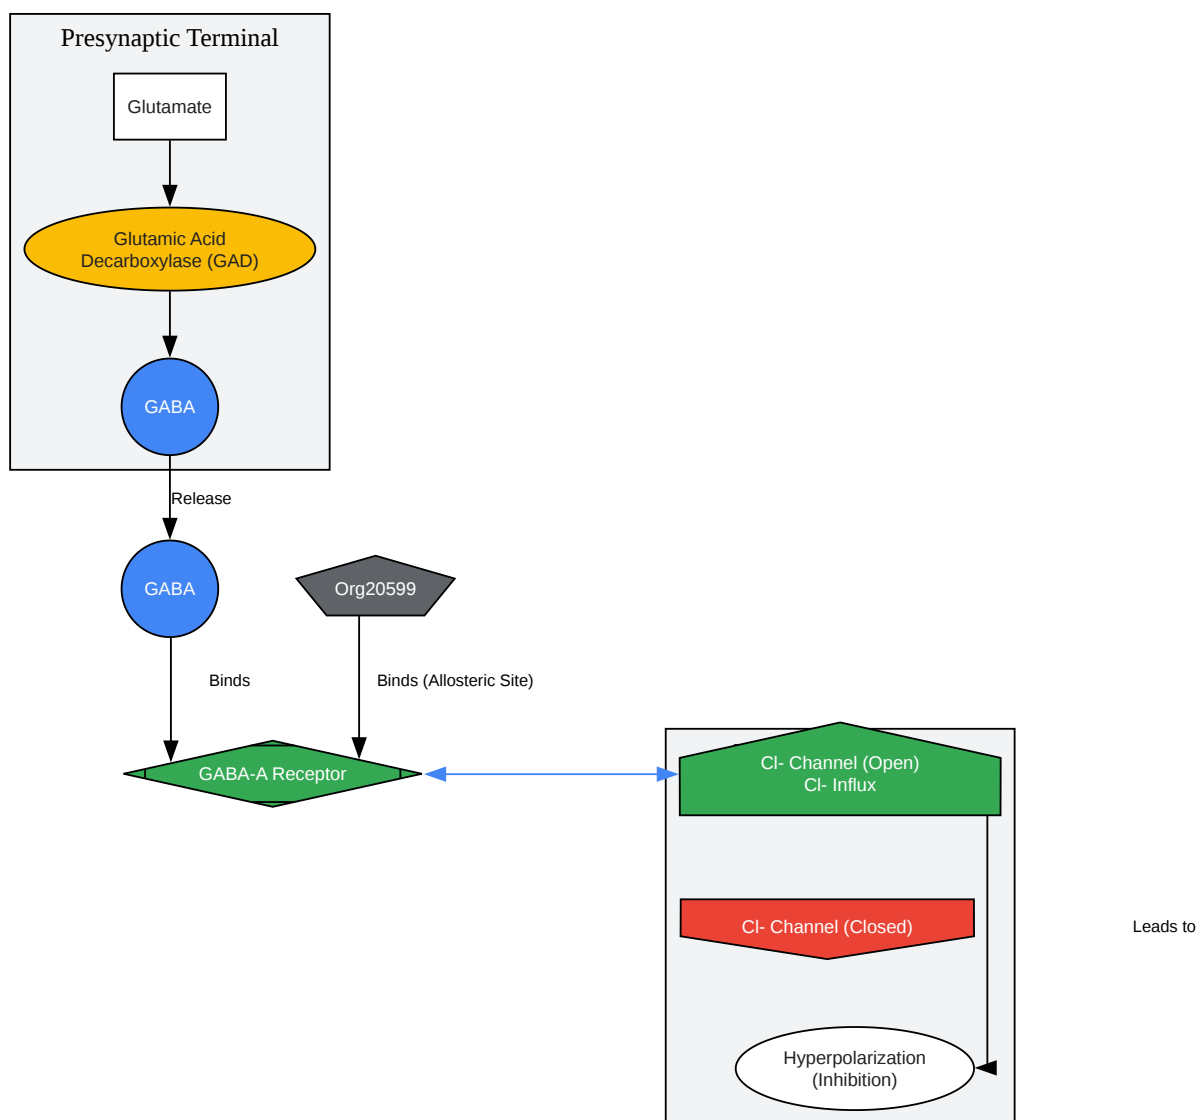 Presynaptic Terminal
Glutamate
Glutamic Acid
Decarboxylase (GAD)
GABA
Release
GABA
Org20599
Binds
Binds (Allosteric Site)
GABA-A Receptor
Cl- Channel (Open)
Cl- Influx
Cl- Channel (Closed)
Leads to
Hyperpolarization
(Inhibition)